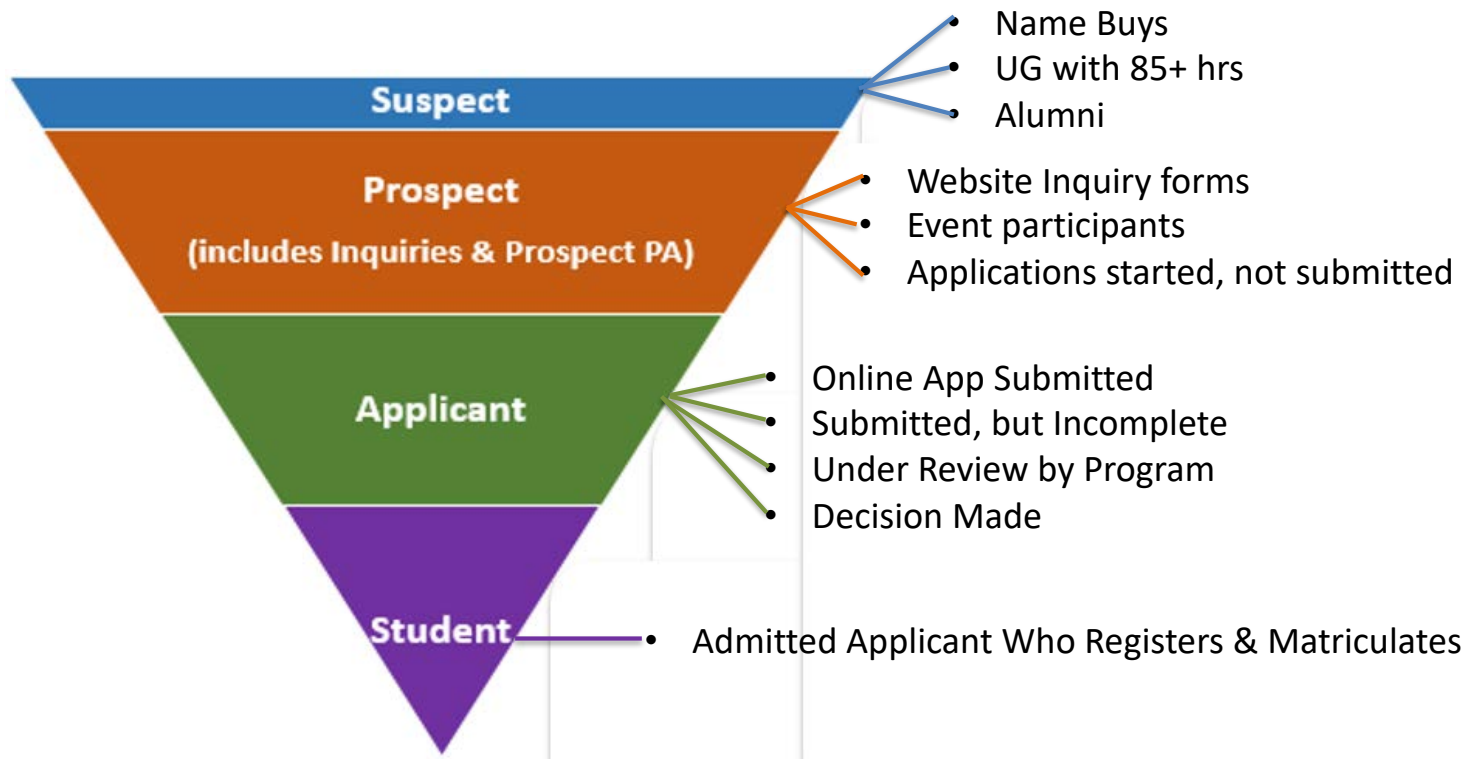 Suspect
• Name Buys
• UG with 85+ hrs
• Alumni
Prospect
(includes Inquiries & Prospect PA)
• Website Inquiry forms
• Event participants
• Applications started, not submitted
Applicant
• Online App Submitted
• Submitted, but Incomplete
• Under Review by Program
• Decision Made
Student
• Admitted Applicant Who Registers & Matriculates